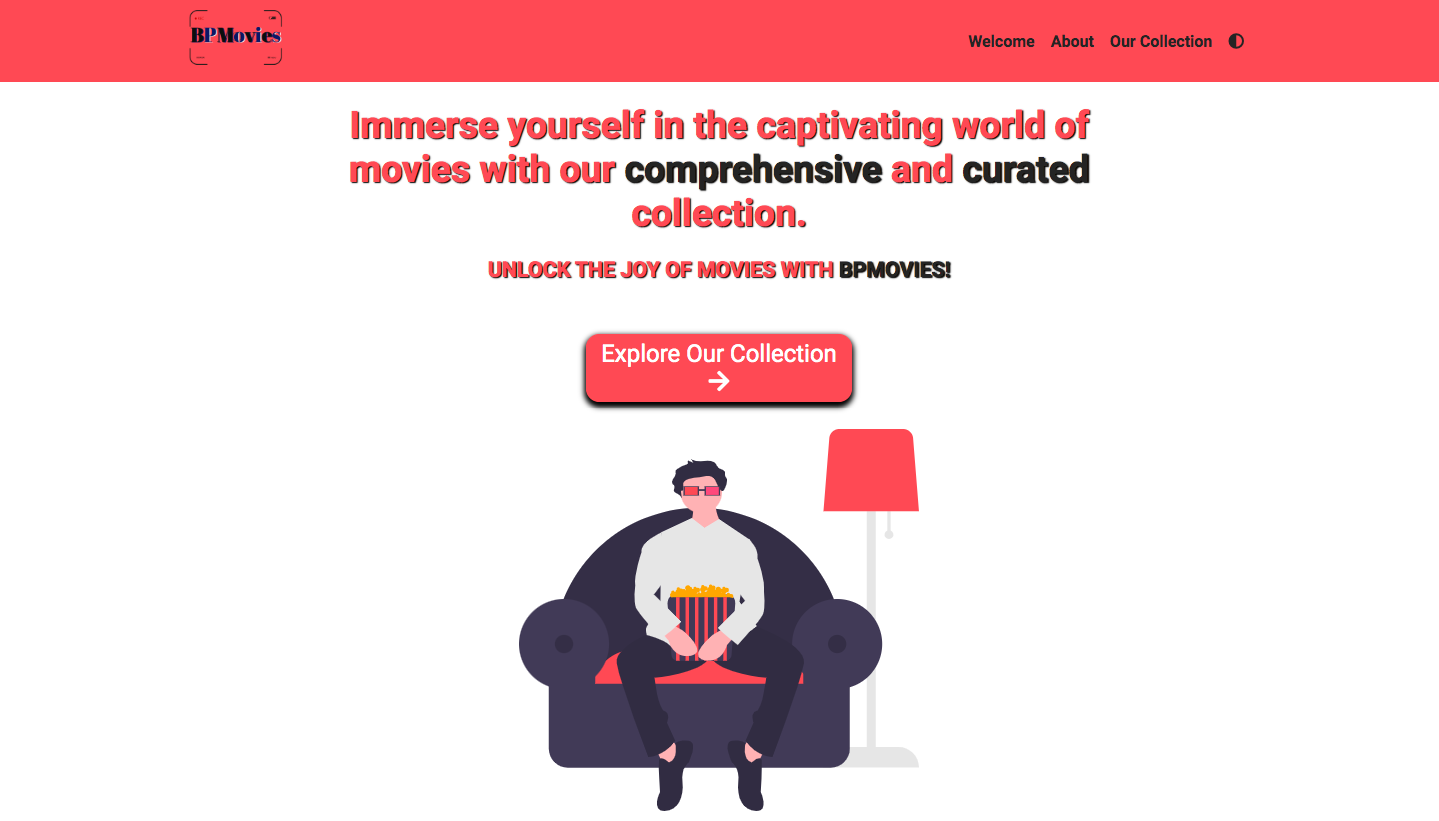 BPMovies
Welcome About Our Collection
Immerse yourself in the captivating world of
movies with our comprehensive and curated
collection.
UNLOCK THE JOY OF MOVIES WITH BPMOVIES!
Explore Our Collection